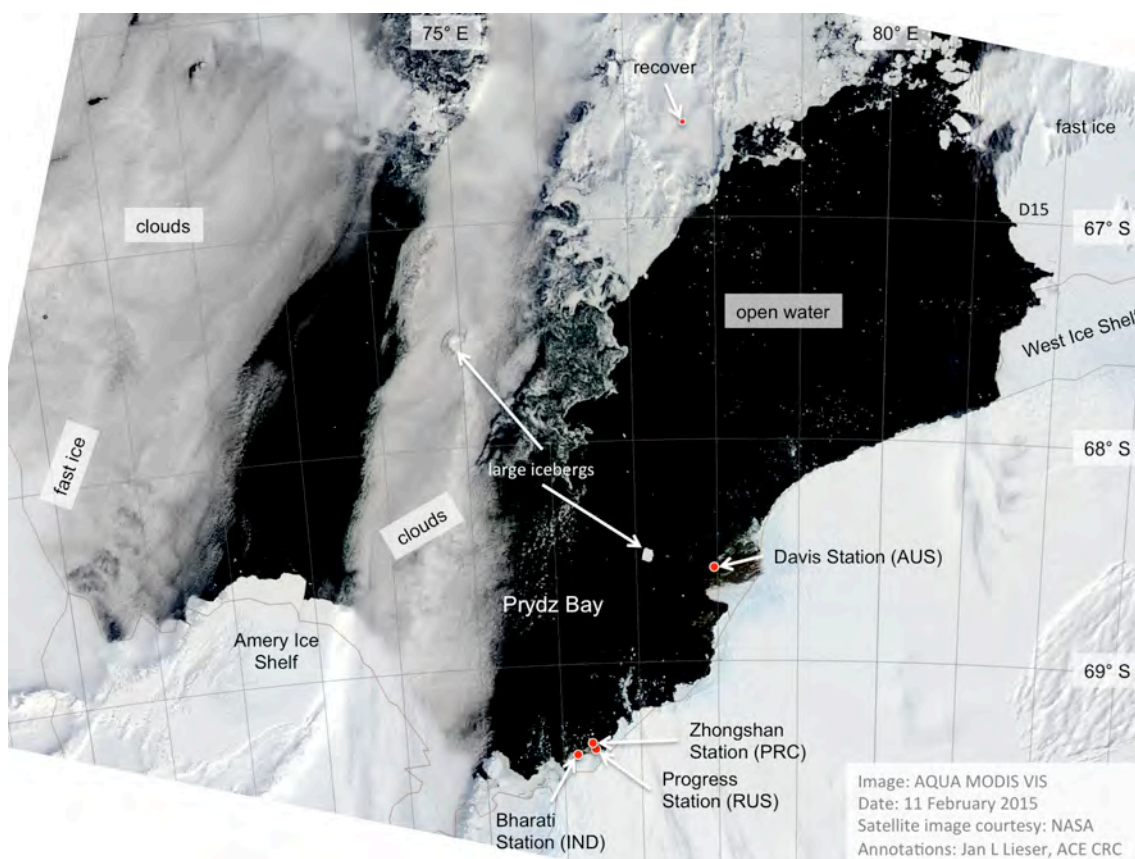 75° E
80° E
recover
fast ice
clouds
D15
67° S
open water
West Ice Shelf
fast ice
large icebergs
68° S
clouds
Davis Station (AUS)
Prydz Bay
Amery Ice
Shelf
69° S
Zhongshan
Station (PRC)
Progress
Station (RUS)
Bharati
Station (IND)
Image: AQUA MODIS VIS
Date: 11 February 2015
Satellite image courtesy: NASA
Annotations: Jan L Lieser, ACE CRC